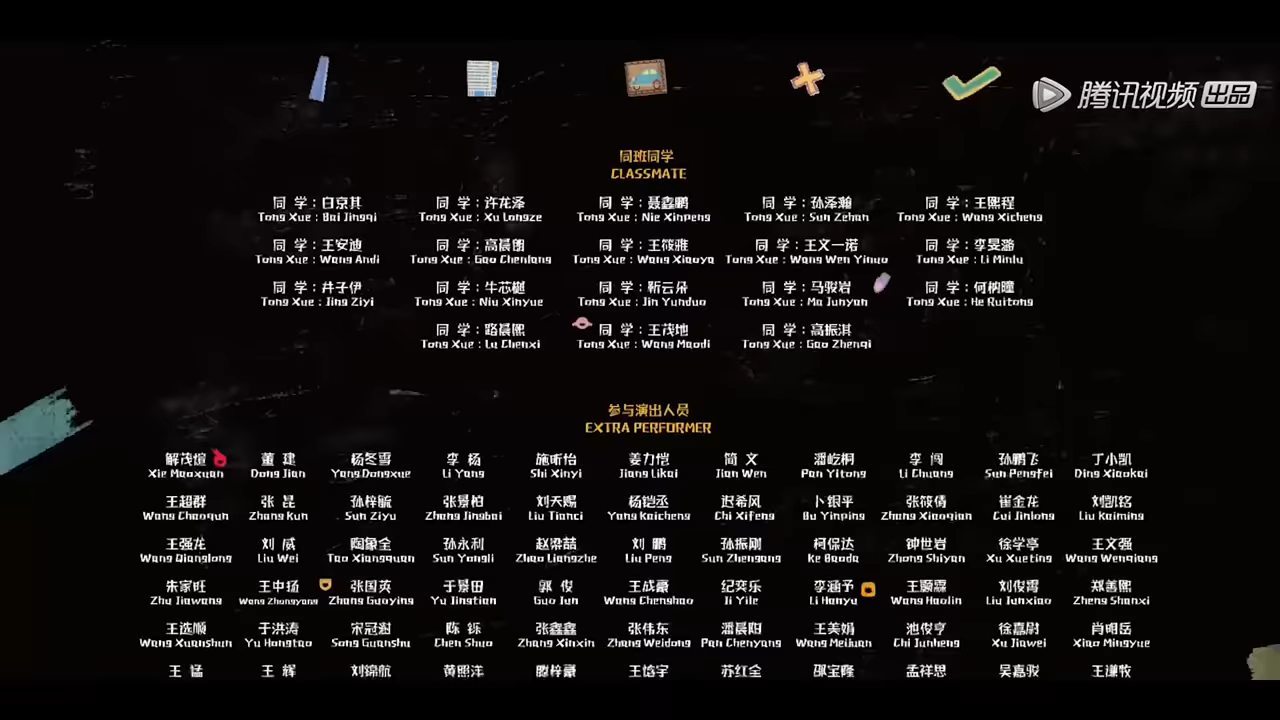 腾讯视频 出品
同班同学
CLASSMATE
同 学：白京其 同 学：许龙泽 同 学：聂鑫鹏 同 学：孙泽瀚 同 学：王熙程
Tong Xue : Bai Jingqi Tong Xue : Xu Longze Tong Xue : Nie Xinpeng Tong Xue : Sun Zehan Tong Xue : Wang Xicheng
同 学：王安迪 同 学：高晨朗 同 学：王筱雅 同 学：王文一诺 同 学：李旻潞
Tong Xue : Wang Andi Tong Xue : Gao Chenlang Tong Xue : Wang Xiaoya Tong Xue : Wang Wen Yinuo Tong Xue : Li Minlu
同 学：井子伊 同 学：牛芯樾 同 学：靳云朵 同 学：马骏岩 同 学：何枘曈
Tong Xue : Jing Ziyi Tong Xue : Niu Xinyue Tong Xue : Jin Yunduo Tong Xue : Ma Junyan Tong Xue : He Ruitong
同 学：路晨熙 同 学：王茂地 同 学：高振淇
Tong Xue : Lu Chenxi Tong Xue : Wang Maodi Tong Xue : Gao Zhenqi
参与演出人员
EXTRA PERFORMER
解茂煊 董 建 杨冬雪 李 杨 施昕怡 姜力恺 简 文 潘屹桐 李 闯 孙鹏飞 丁小凯
Xie Maoxuan Dong Jian Yang Dongxue Li Yang Shi Xinyi Jiang Likai Jian Wen Pan Yitong Li Chuang Sun Pengfei Ding Xiaokai
王超群 张 昆 孙梓毓 张景柏 刘天赐 杨铠丞 迟希风 卜银平 张筱倩 崔金龙 刘凯铭
Wang Chaoqun Zhang Kun Sun Ziyu Zhang Jingbai Liu Tianci Yang Kaicheng Chi Xifeng Bu Yinping Zhang Xiaoqian Cui Jinlong Liu Kaiming
王强龙 刘 威 陶象全 孙永利 赵梁喆 刘 鹏 孙振刚 柯保达 钟世岩 徐学亭 王文强
Wang Qianglong Liu Wei Tao Xiangquan Sun Yongli Zhao Liangzhe Liu Peng Sun Zhengang Ke Baoda Zhong Shiyan Xu Xueting Wang Wenqiang
朱家旺 王中扬 张国英 于景田 郭 俊 王成豪 纪奕乐 李涵予 王颢霖 刘俊霄 郑善熙
Zhu Jiawang Wang Zhongyang Zhang Guoying Yu Jingtian Guo Jun Wang Chenghao Ji Yile Li Hanyu Wang Haolin Liu Junxiao Zheng Shanxi
王选顺 于洪涛 宋冠澍 陈 铄 张鑫鑫 张伟东 潘晨阳 王美娟 池俊亨 徐嘉尉 肖明岳
Wang Xuanshun Yu Hongtao Song Guanshu Chen Shuo Zhang Xinxin Zhang Weidong Pan Chenyang Wang Meijuan Chi Junheng Xu Jiawei Xiao Mingyue
王 猛 王 辉 刘锦航 黄熙洋 滕梓豪 苏红全 邵宝隆 孟祥思 吴嘉骏 王谦牧